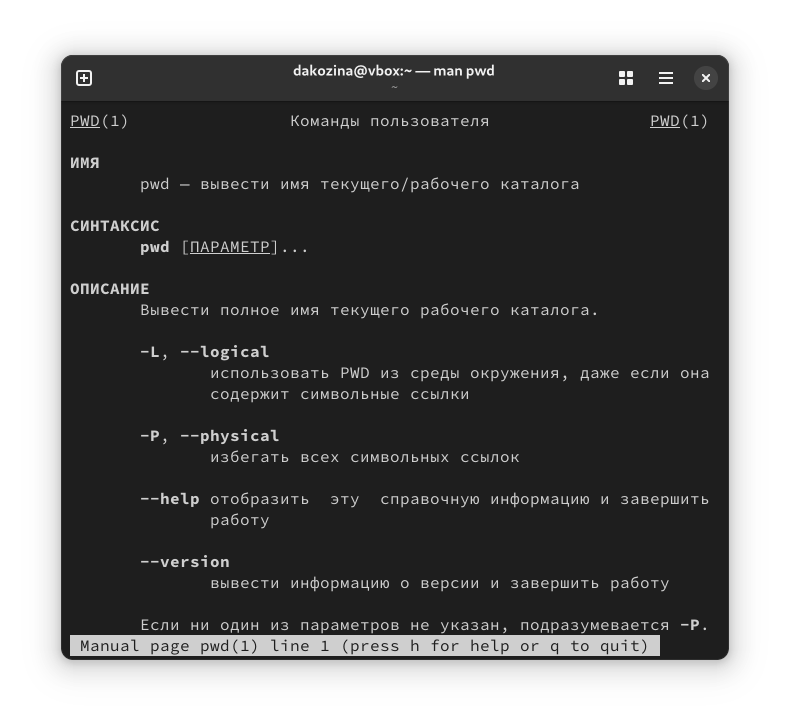 dakozina@vbox:~ — man pwd
~
PWD(1) Команды пользователя PWD(1)
ИМЯ
pwd — вывести имя текущего/рабочего каталога
СИНТАКСИС
pwd [ПАРАМЕТР]...
ОПИСАНИЕ
Вывести полное имя текущего рабочего каталога.
-L, --logical
использовать PWD из среды окружения, даже если она
содержит символьные ссылки
-P, --physical
избегать всех символьных ссылок
--help отобразить эту справочную информацию и завершить
работу
--version
вывести информацию о версии и завершить работу
Если ни один из параметров не указан, подразумевается -P.
Manual page pwd(1) line 1 (press h for help or q to quit)